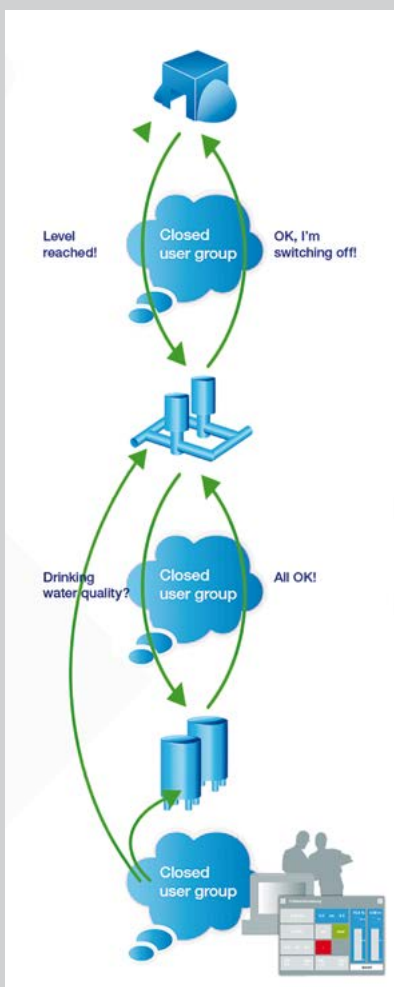 Level
reached!
Closed
user group
OK, I'm
switching off!
Drinking
water quality?
Closed
user group
All OK!
Closed
user group